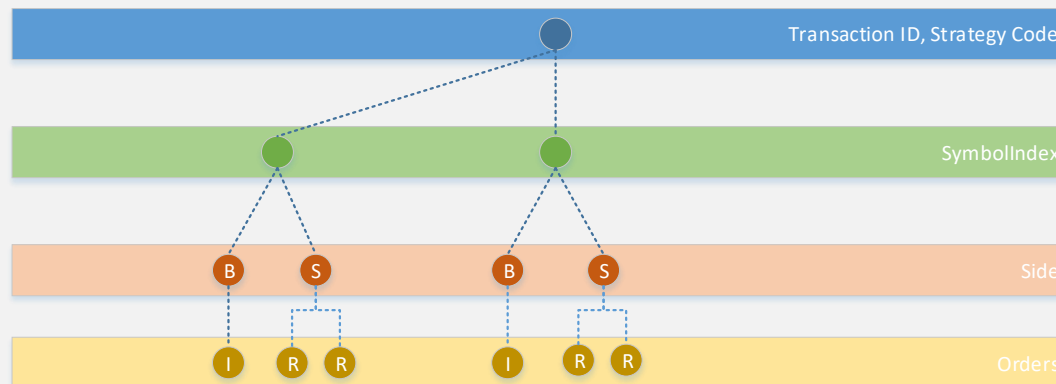 Transaction ID, Strategy Code
SymbolIndex
B S B S Side
I R R I R R Orders